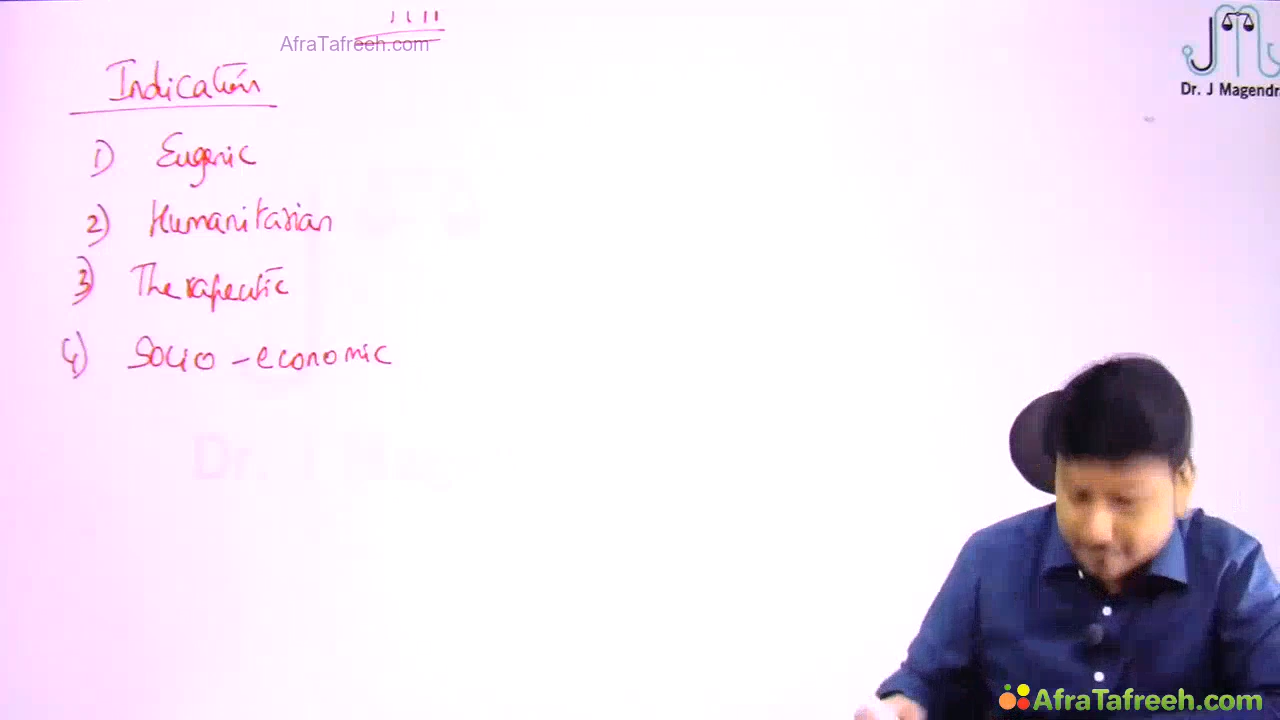 AfraTafreeh.com
Indication
1) Eugenic
2) Humanitarian
3) Therapeutic
4) Socio - economic
Dr. J Magendr
AfraTafreeh.com